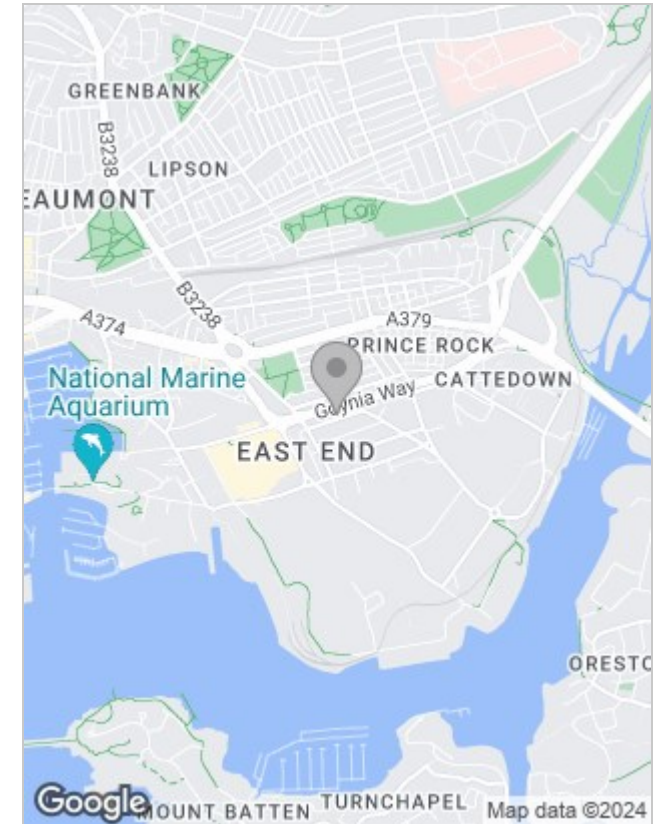 GREENBANK
B3238
LIPSON
EAUMONT
B3238
A374
A379
PRINCE ROCK
National Marine
Aquarium
Gdynia Way
CATTEDOWN
EAST END
ORESTO
Google
MOUNT BATTEN
TURNCHAPEL
Map data ©2024